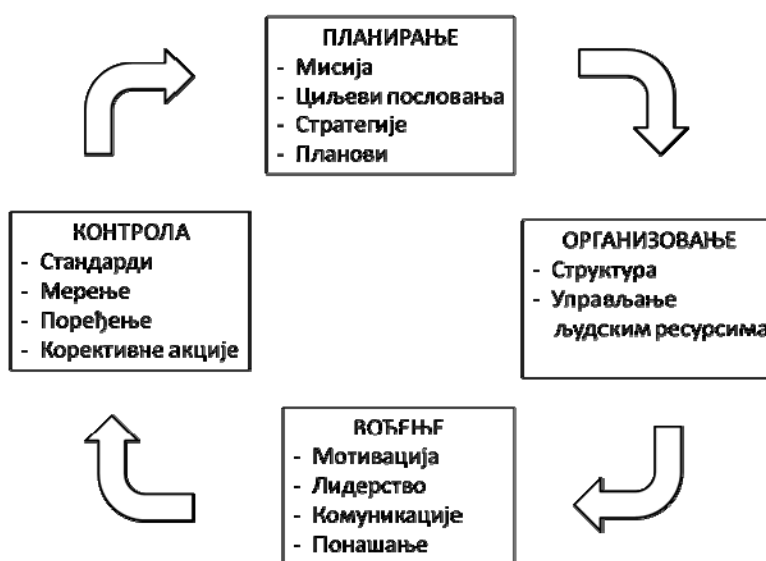 ПЛАНИРАЊЕ
- Мисија
- Циљеви пословања
- Стратегије
- Планови
КОНТРОЛА
- Стандарди
- Мерење
- Поређење
- Корективне акције
ОРГАНИЗОВАЊЕ
- Структура
- Управљање
људским ресурсима
ВОЂЕЊЕ
- Мотивација
- Лидерство
- Комуникације
- Понашање